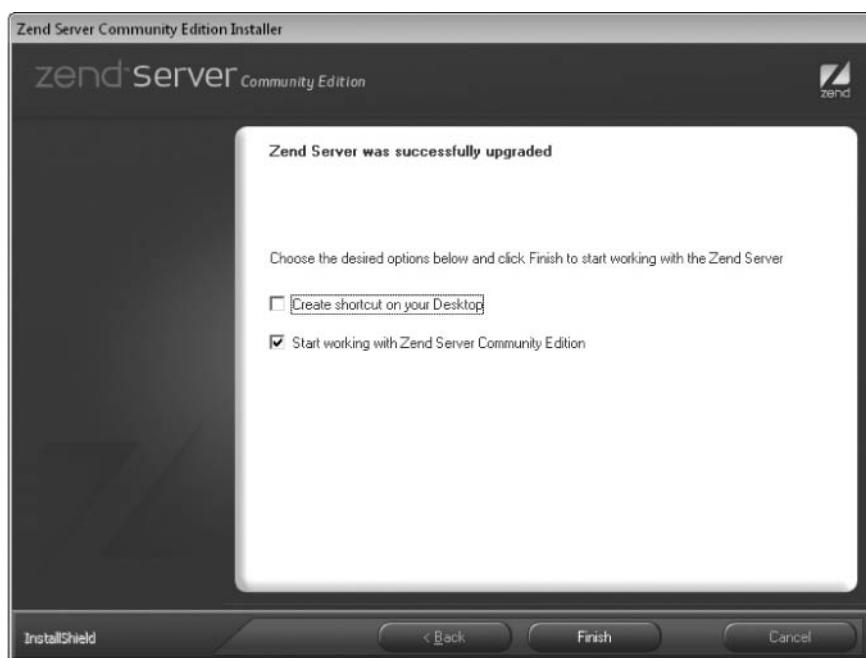 Zend Server Community Edition Installer
zend server Community Edition
zend
Zend Server was successfully upgraded
Choose the desired options below and click Finish to start working with the Zend Server
Create shortcut on your Desktop
Start working with Zend Server Community Edition
InstallShield
< Back
Finish
Cancel